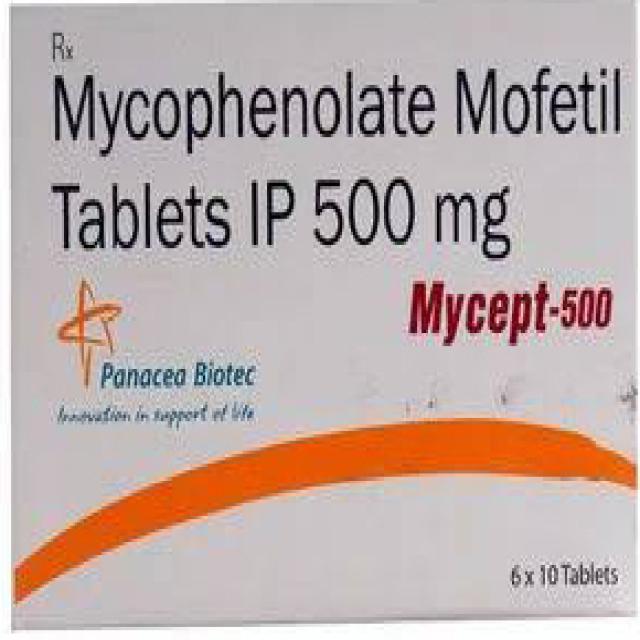 Rx
Mycophenolate Mofetil
Tablets IP 500 mg
Mycept-500
Panacea Biotec
Innovation in support of life
6 x 10 Tablets